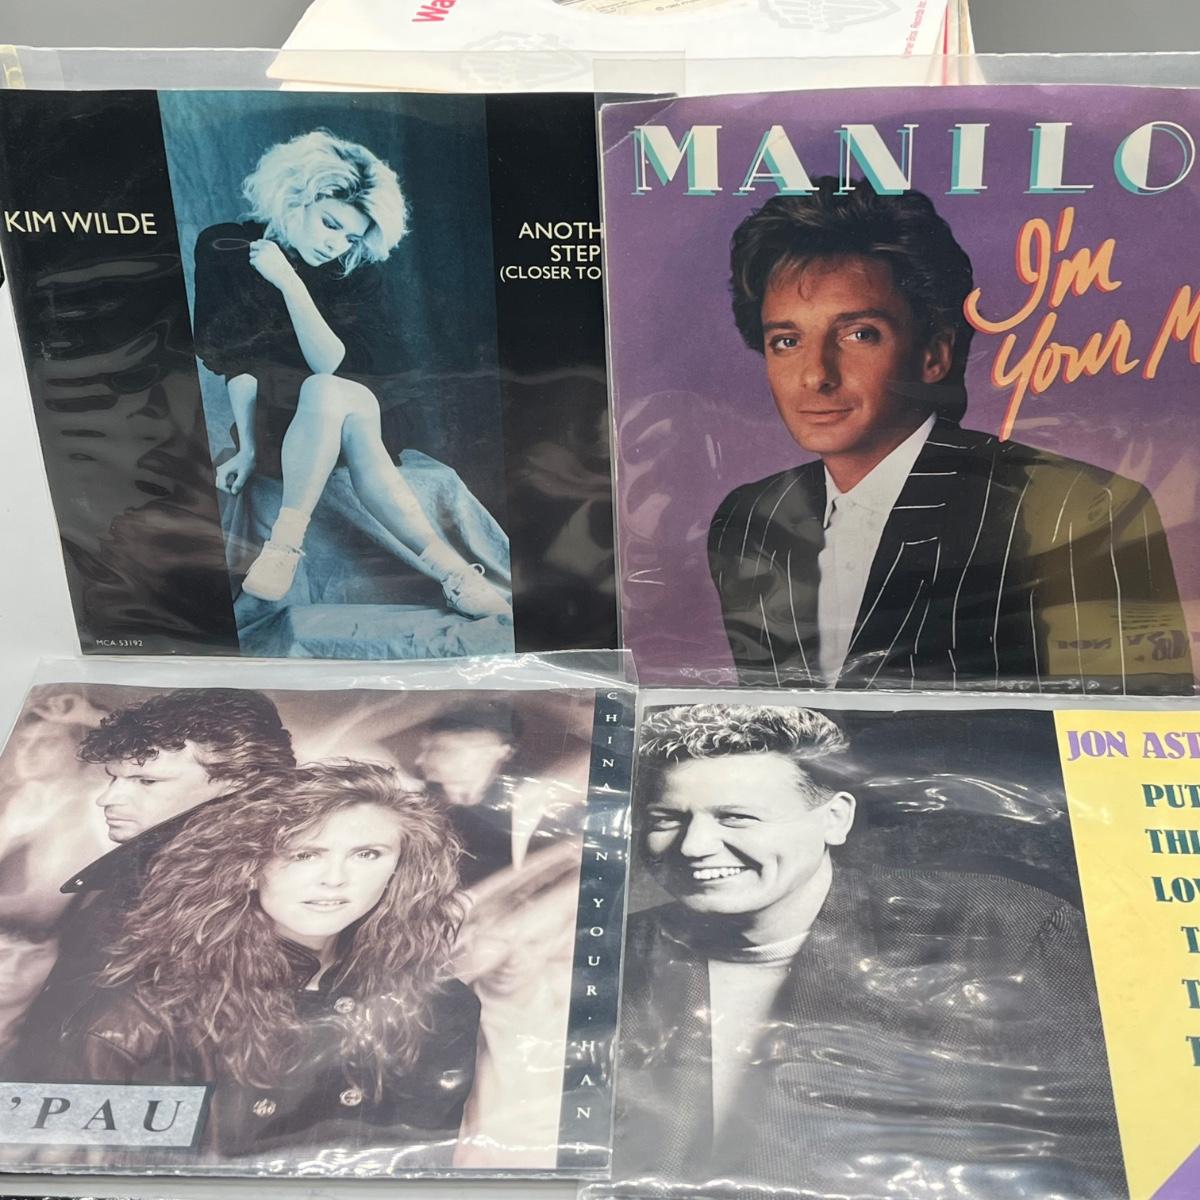 Wa
KIM WILDE
ANOTH
STEP
(CLOSER TO
MCA-53192
MANILO
I'm
Your M
CHINA·IN·YOUR·HAND
'PAU
JON AST
PUT
THI
LOV
T
T
T